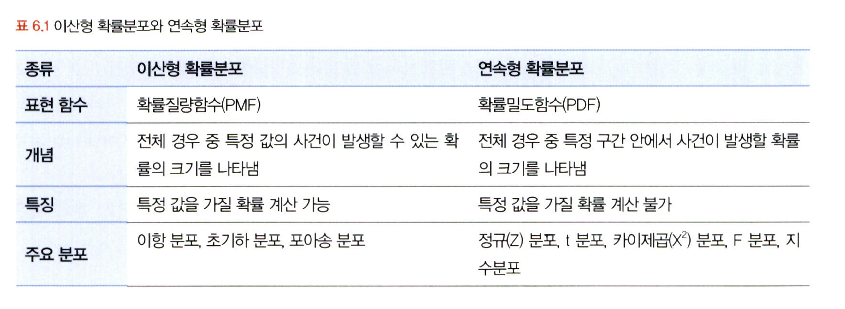 표 6.1 이산형 확률분포와 연속형 확률분포
종류 이산형 확률분포 연속형 확률분포
표현 함수 확률질량함수(PMF) 확률밀도함수(PDF)
개념 전체 경우 중 특정 값의 사건이 발생할 수 있는 확 전체 경우 중 특정 구간 안에서 사건이 발생할 확률
률의 크기를 나타냄 의 크기를 나타냄
특징 특정 값을 가질 확률 계산 가능 특정 값을 가질 확률 계산 불가
주요 분포 이항 분포, 초기하 분포, 포아송 분포 정규(Z) 분포, t 분포, 카이제곱(X²) 분포, F 분포, 지
수분포